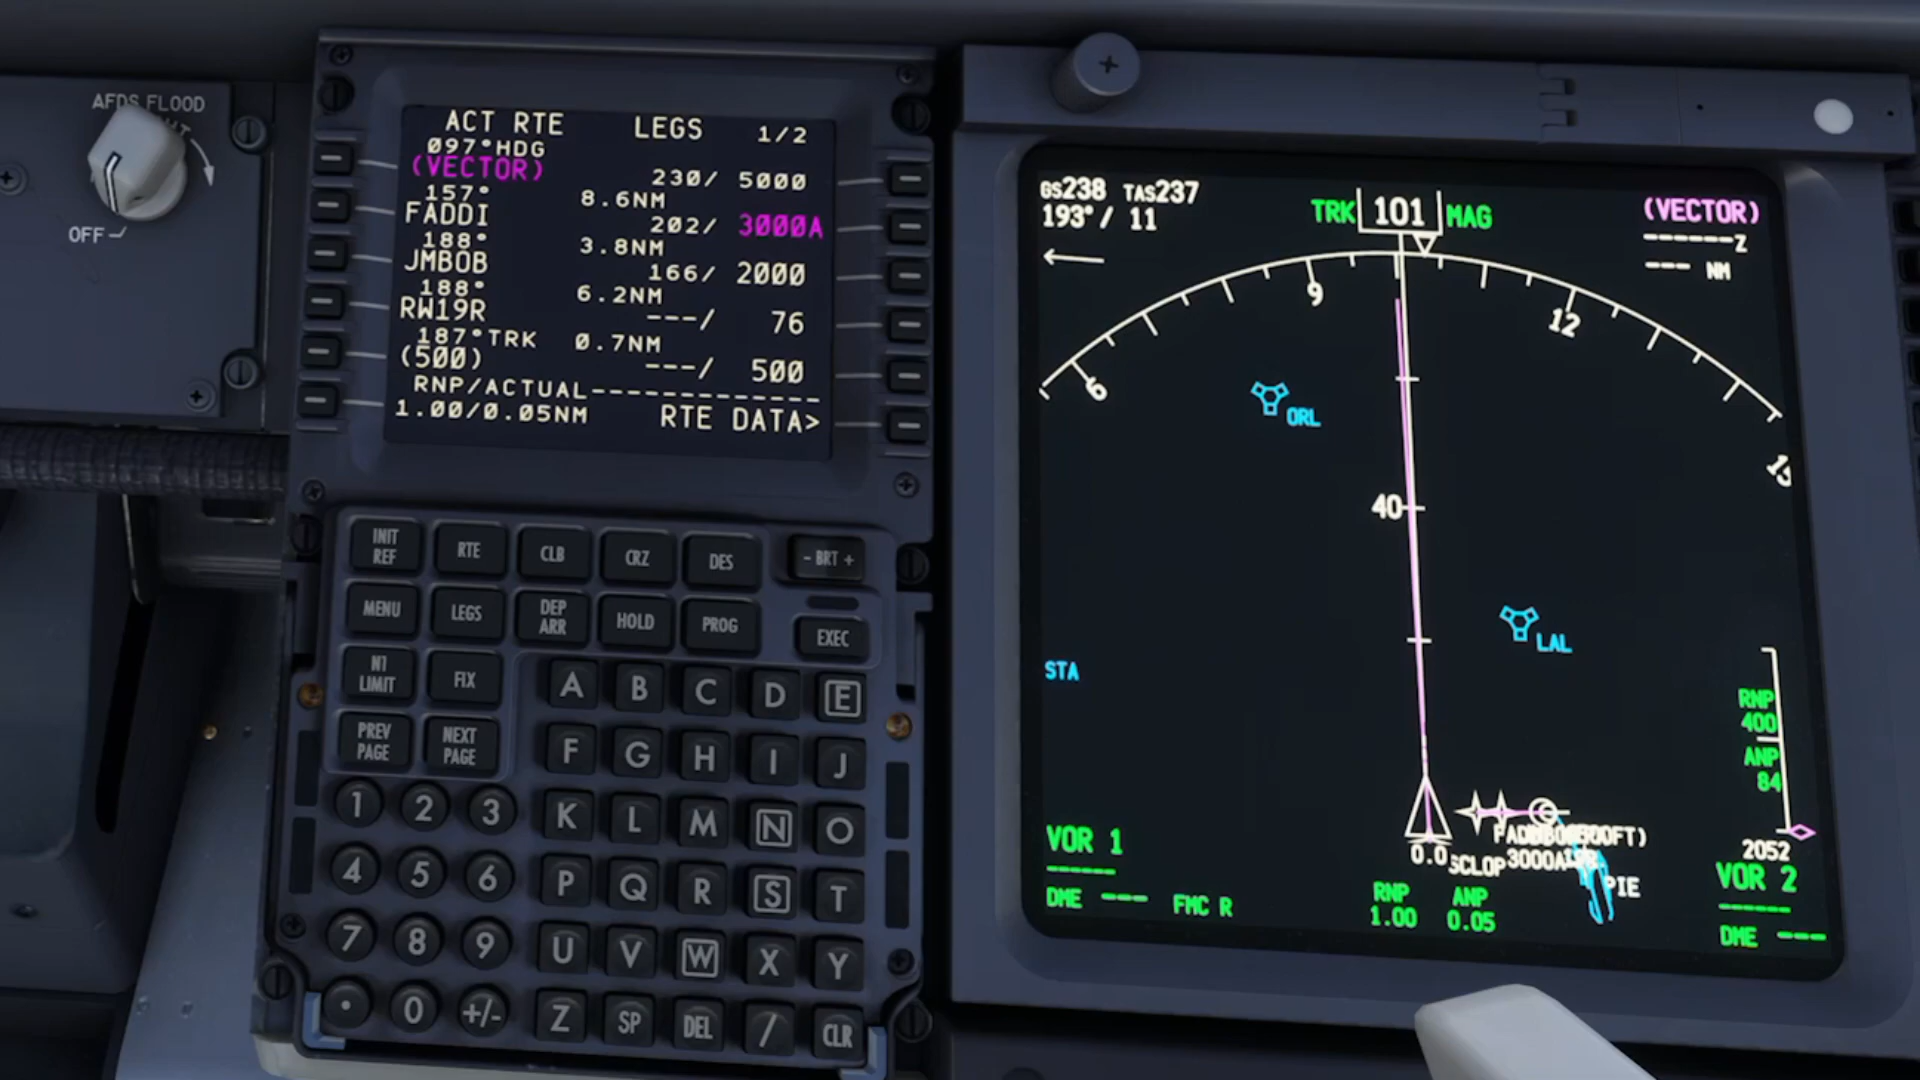 AFDS FLOOD
OFF
ACT RTE LEGS 1/2
097°HDG
(VECTOR) 230/ 5000
157° 8.6NM
FADDI 202/ 3000A
188° 3.8NM
JMBOB 166/ 2000
188° 6.2NM
RW19R ---/ 76
187°TRK 0.7NM
(500) ---/ 500
RNP/ACTUAL--------------
1.00/0.05NM RTE DATA>
INIT REF RTE CLB CRZ DES - BRT +
MENU LEGS DEP ARR HOLD PROG EXEC
N1 LIMIT FIX
PREV PAGE NEXT PAGE
A B C D E
F G H I J
K L M N O
P Q R S T
U V W X Y
Z SP DEL / CLR
1 2 3
4 5 6
7 8 9
. 0 +/-
GS238 TAS237
193°/ 11
TRK 101 MAG
(VECTOR)
------Z
--- NM
6 9 12
40
ORL
LAL
STA
RNP
400
ANP
84
2052
VOR 1
------
DME ---
FMC R
0.0
SCLOP
3000A
PIE
RNP
1.00
ANP
0.05
VOR 2
------
DME ---